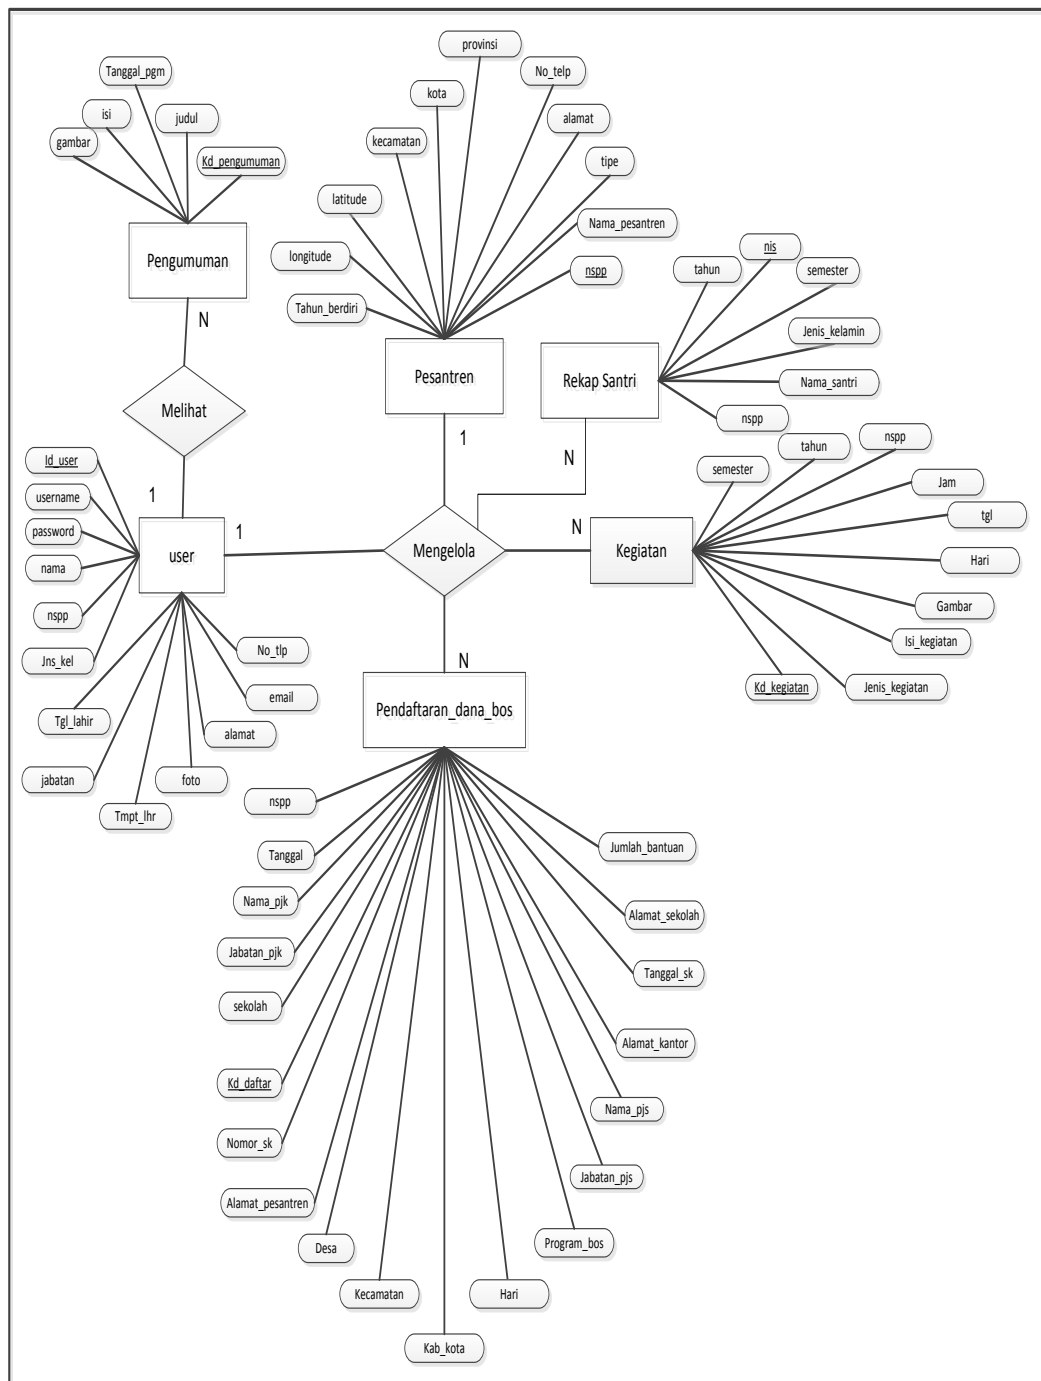 provinsi
Tanggal_pgm
No_telp
kota
isi
judul
alamat
gambar
kecamatan
Kd_pengumuman
tipe
latitude
Nama_pesantren
Pengumuman
longitude
nspp
nis
tahun
semester
Tahun_berdiri
N
Jenis_kelamin
Pesantren
Rekap Santri
Nama_santri
Melihat
nspp
1
nspp
tahun
Id_user
N
semester
Jam
username
1
tgl
password
1
N
user
Mengelola
Kegiatan
Hari
nama
Gambar
nspp
Isi_kegiatan
No_tlp
Jns_kel
N
Kd_kegiatan
Jenis_kegiatan
email
Pendaftaran_dana_bos
Tgl_lahir
alamat
jabatan
foto
nspp
Tmpt_lhr
Jumlah_bantuan
Tanggal
Nama_pjk
Alamat_sekolah
Jabatan_pjk
Tanggal_sk
sekolah
Alamat_kantor
Kd_daftar
Nama_pjs
Nomor_sk
Jabatan_pjs
Alamat_pesantren
Program_bos
Desa
Kecamatan
Hari
Kab_kota